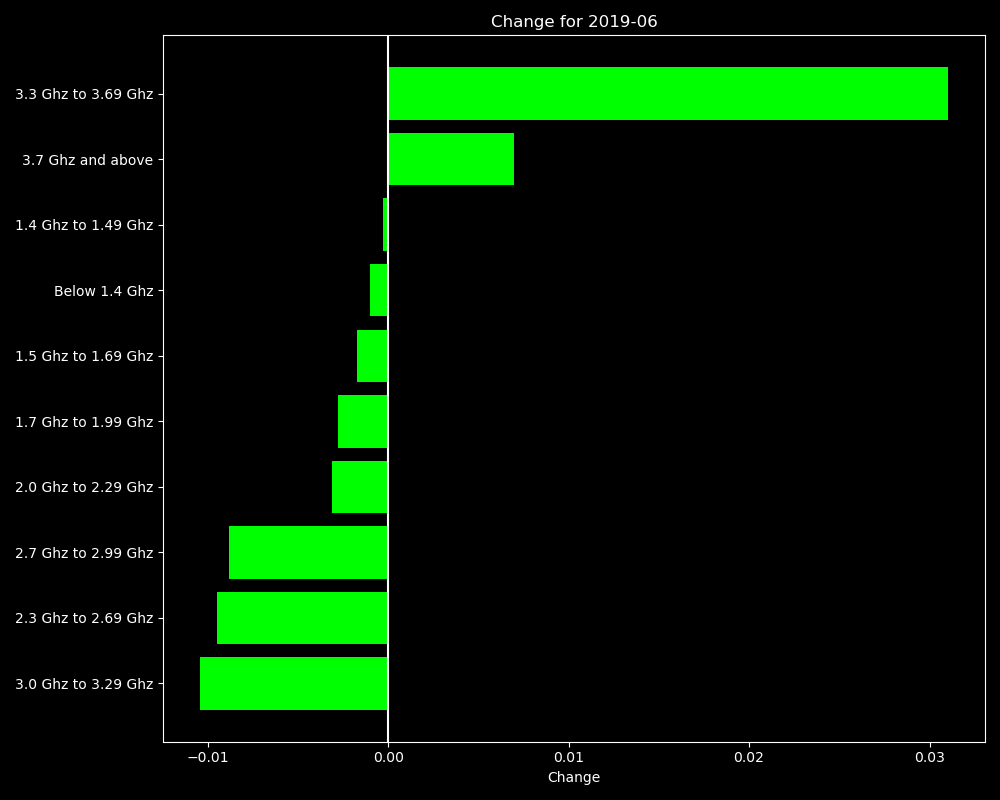 Change for 2019-06
3.3 Ghz to 3.69 Ghz
3.7 Ghz and above
1.4 Ghz to 1.49 Ghz
Below 1.4 Ghz
1.5 Ghz to 1.69 Ghz
1.7 Ghz to 1.99 Ghz
2.0 Ghz to 2.29 Ghz
2.7 Ghz to 2.99 Ghz
2.3 Ghz to 2.69 Ghz
3.0 Ghz to 3.29 Ghz
−0.01 0.00 0.01 0.02 0.03
Change